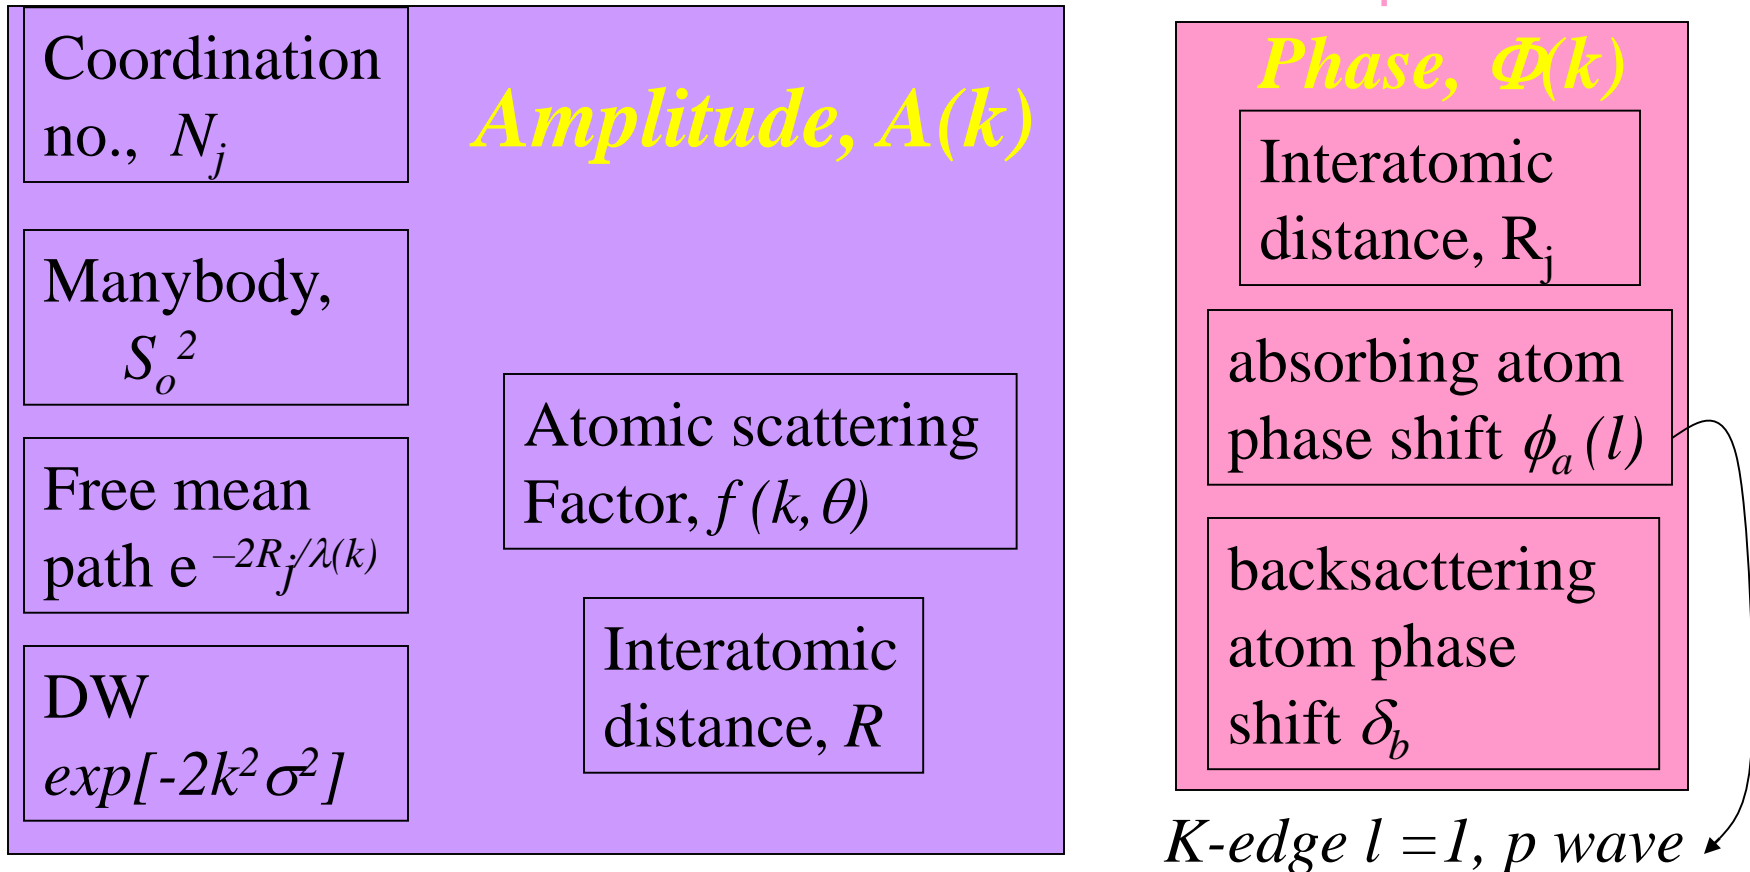 Coordination
no., N_j
Amplitude, A(k)
Manybody,
S_o^2
Free mean
path e^–2R_j/λ(k)
DW
exp[-2k^2σ^2]
Atomic scattering
Factor, f (k, θ)
Interatomic
distance, R
Phase, Φ(k)
Interatomic
distance, R_j
absorbing atom
phase shift ϕ_a (l)
backsacttering
atom phase
shift δ_b
K-edge l =1, p wave